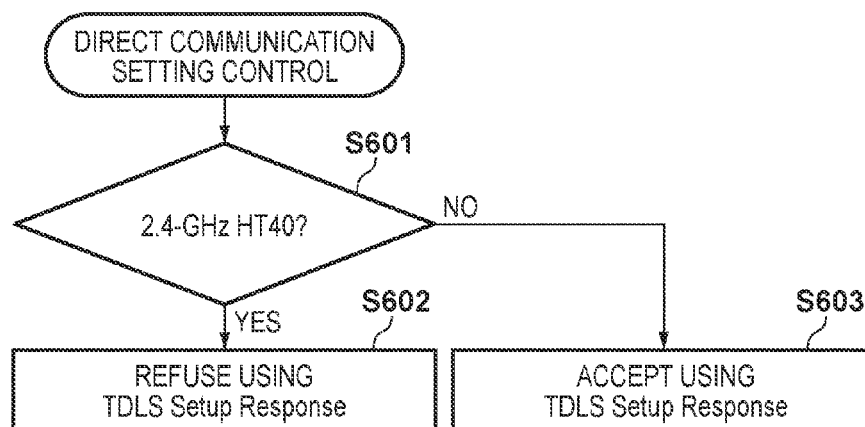 DIRECT COMMUNICATION
SETTING CONTROL
S601
2.4-GHz HT40?
NO
YES
S602
REFUSE USING
TDLS Setup Response
S603
ACCEPT USING
TDLS Setup Response